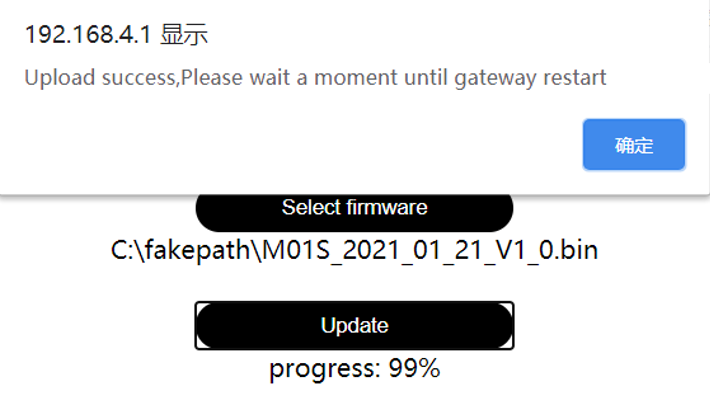 192.168.4.1 显示
Upload success,Please wait a moment until gateway restart
确定
Select firmware
C:\fakepath\M01S_2021_01_21_V1_0.bin
Update
progress: 99%